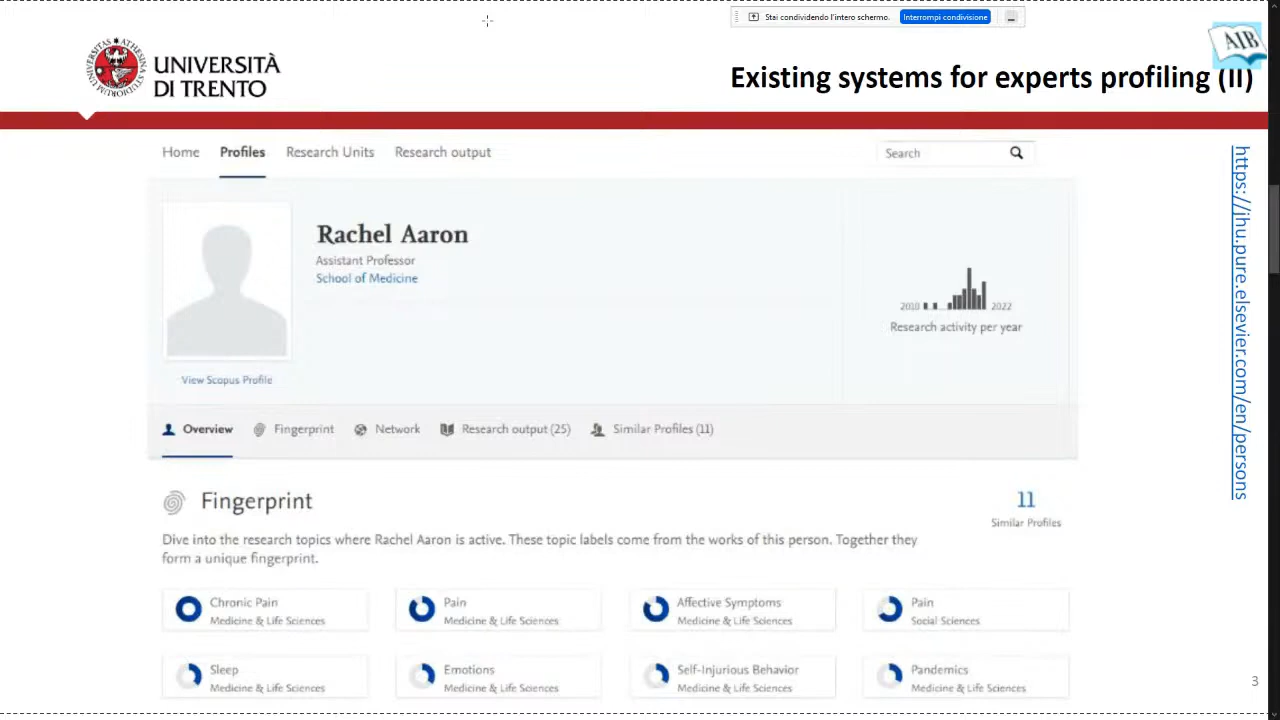 Stai condividendo l'intero schermo. Interrompi condivisione
AIB
UNIVERSITÀ
DI TRENTO
Existing systems for experts profiling (II)
Home Profiles Research Units Research output Search
https://jhu.pure.elsevier.com/en/persons
Rachel Aaron
Assistant Professor
School of Medicine
2010 2022
Research activity per year
View Scopus Profile
Overview Fingerprint Network Research output (25) Similar Profiles (11)
Fingerprint
11
Similar Profiles
Dive into the research topics where Rachel Aaron is active. These topic labels come from the works of this person. Together they
form a unique fingerprint.
Chronic Pain Pain Affective Symptoms Pain
Medicine & Life Sciences Medicine & Life Sciences Medicine & Life Sciences Social Sciences
Sleep Emotions Self-Injurious Behavior Pandemics
Medicine & Life Sciences Medicine & Life Sciences Medicine & Life Sciences Medicine & Life Sciences
3